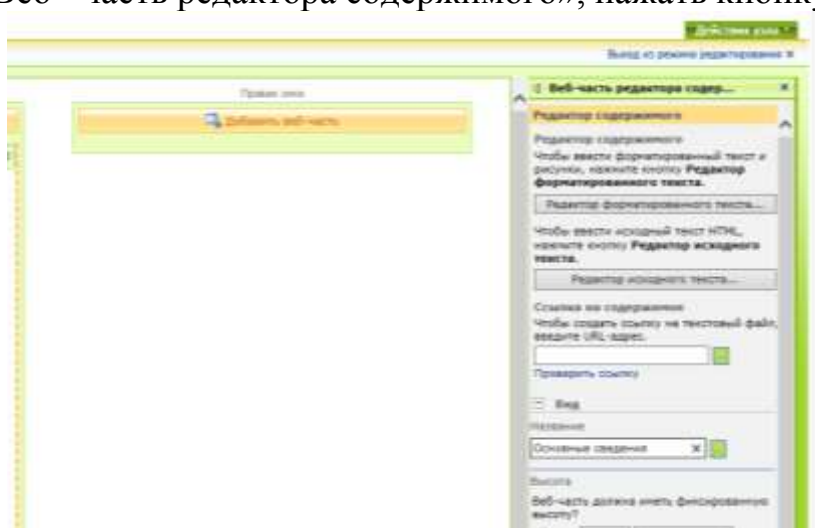 Веб – часть редактора содержимого», нажать кнопку
Действия узла
Выход из режима редактирования ×
Правая зона
Добавить веб-часть
Веб-часть редактора содер... ×
Редактор содержимого
Редактор содержимого
Чтобы ввести форматированный текст и
рисунки, нажмите кнопку Редактор
форматированного текста.
Редактор форматированного текста...
Чтобы ввести исходный текст HTML,
нажмите кнопку Редактор исходного
текста.
Редактор исходного текста...
Ссылка на содержимое
Чтобы создать ссылку на текстовый файл,
введите URL-адрес.
Проверить ссылку
Вид
Название
Основные сведения ×
Высота
Веб-часть должна иметь фиксированную
высоту?